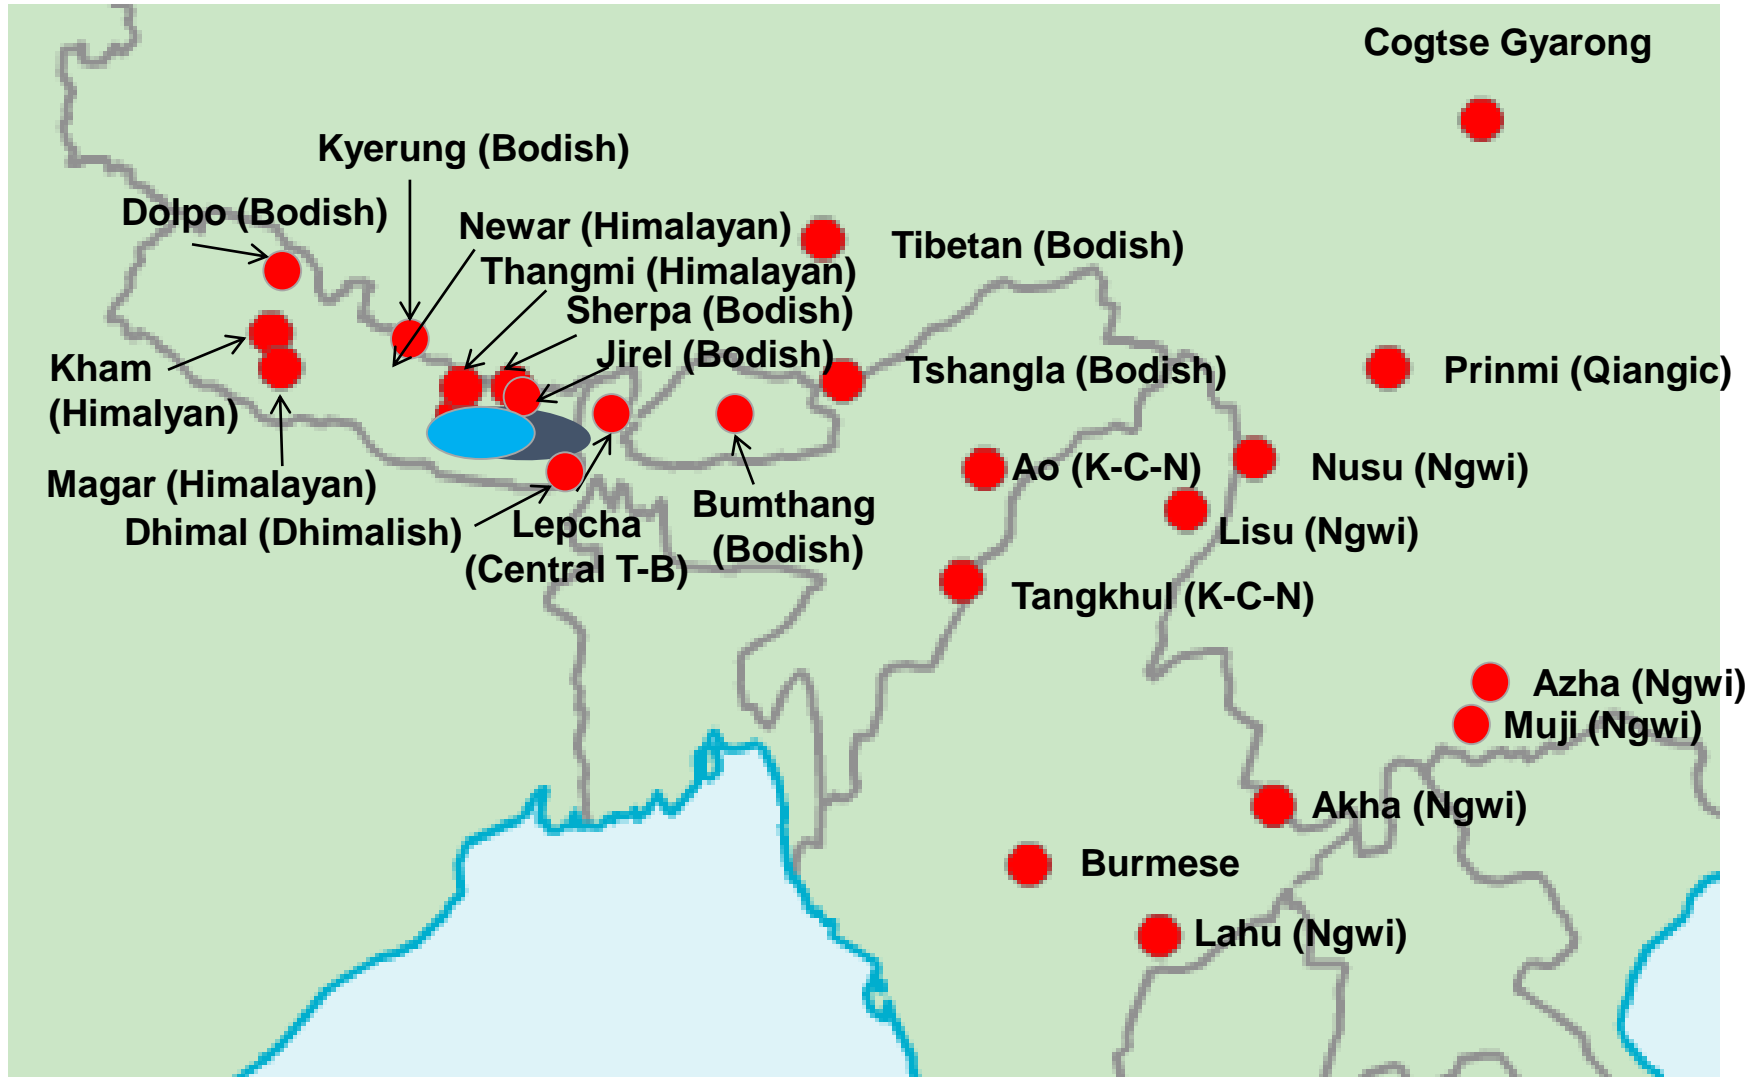 Cogtse Gyarong
Kyerung (Bodish)
Dolpo (Bodish)
Newar (Himalayan)
Tibetan (Bodish)
Thangmi (Himalayan)
Sherpa (Bodish)
Jirel (Bodish)
Kham
(Himalyan)
Tshangla (Bodish)
Prinmi (Qiangic)
Magar (Himalayan)
Ao (K-C-N)
Nusu (Ngwi)
Dhimal (Dhimalish)
Lepcha
(Central T-B)
Bumthang
(Bodish)
Lisu (Ngwi)
Tangkhul (K-C-N)
Azha (Ngwi)
Muji (Ngwi)
Akha (Ngwi)
Burmese
Lahu (Ngwi)